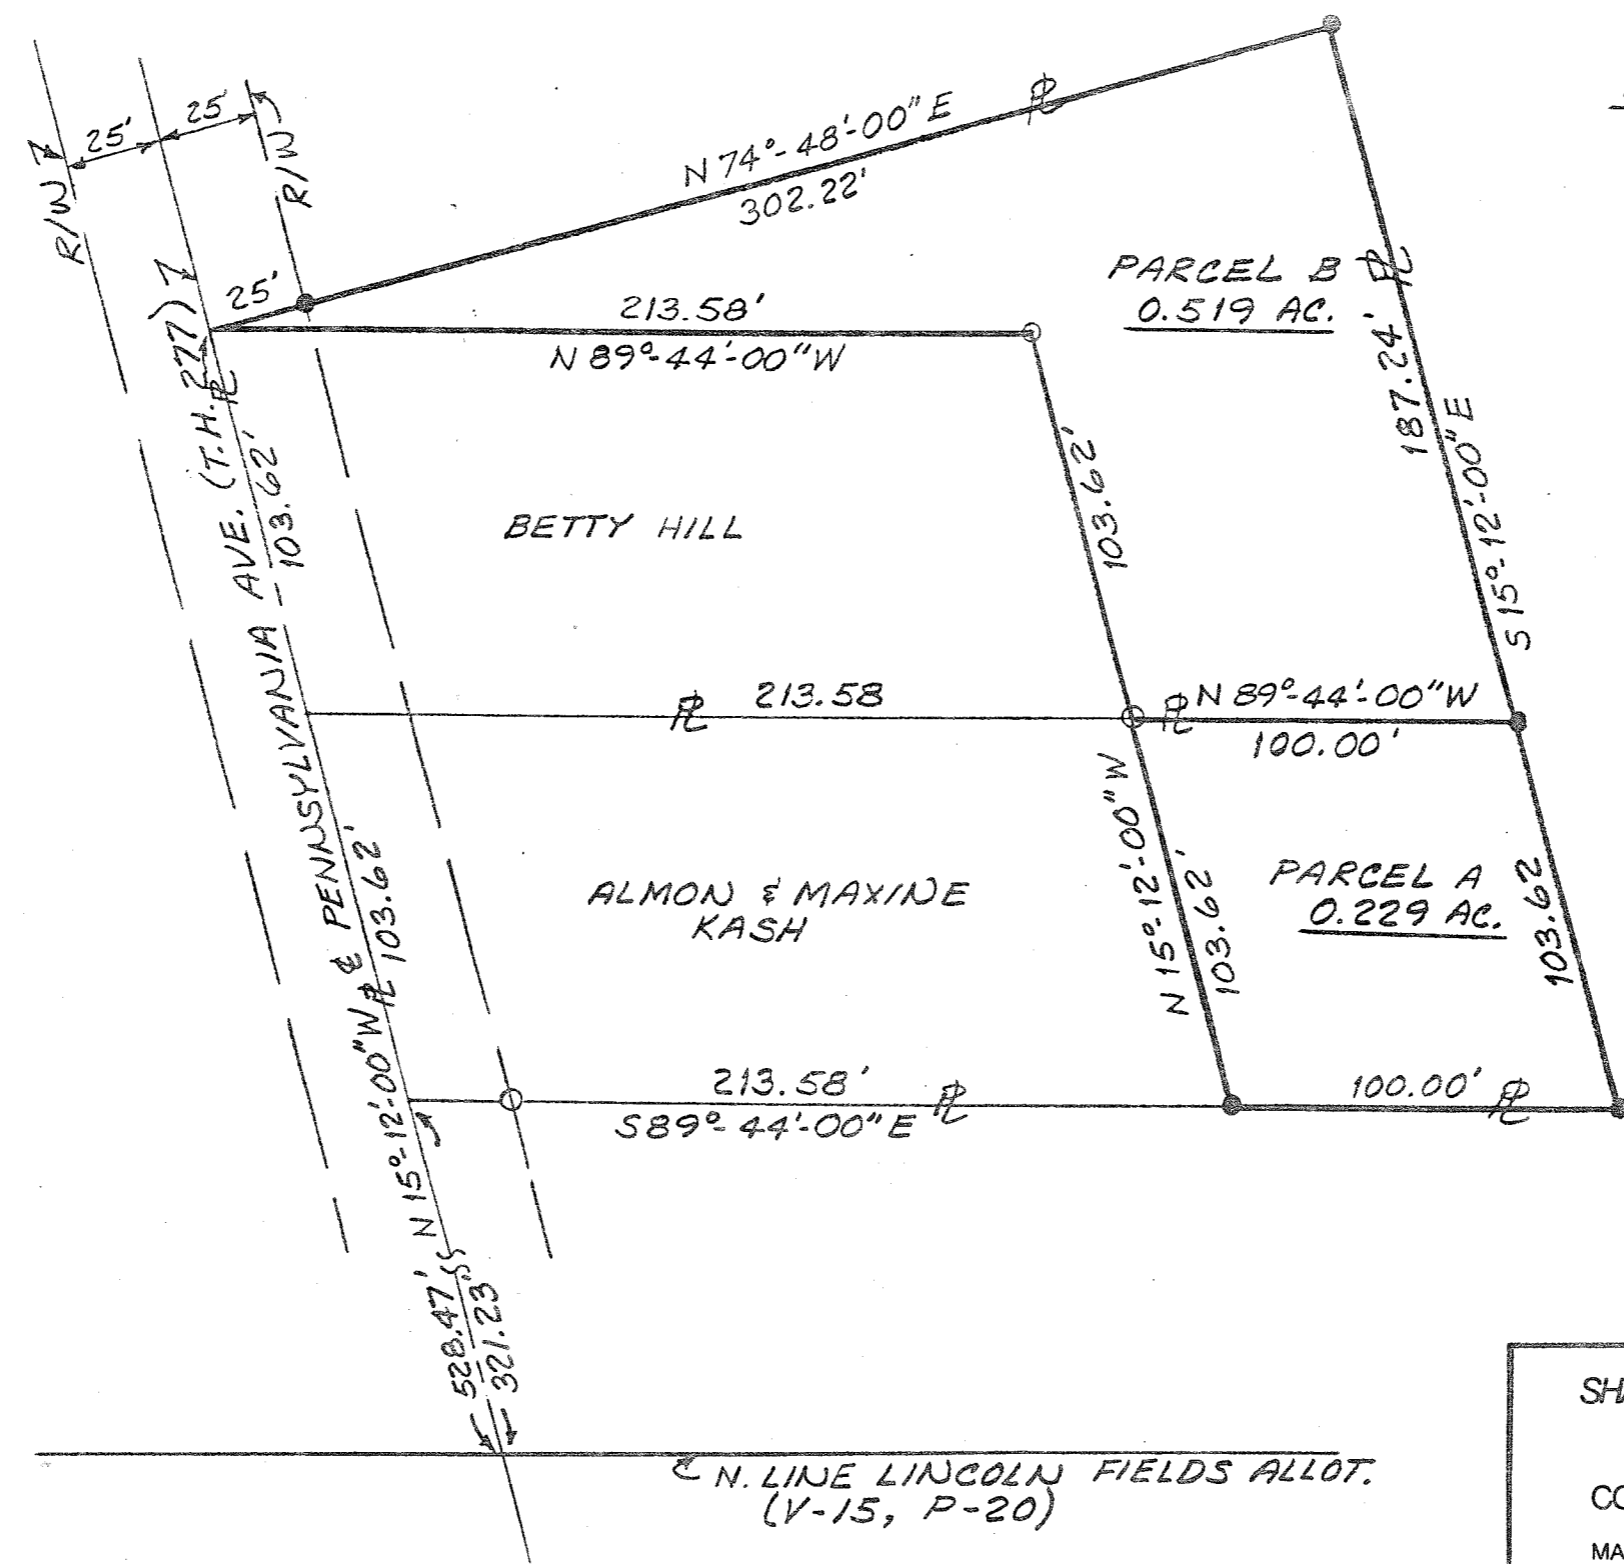 25'
25'
R/W
R/W
N 74°-48'-00" E
302.22'
PARCEL B
0.519 AC.
25'
213.58'
N 89°-44'-00" W
187.24'
S 15°-12'-00" E
103.62'
103.62'
BETTY HILL
℄ PENNSYLVANIA AVE. (T.H. 277)
213.58
N 89°-44'-00" W
100.00'
N 15°-12'-00" W
103.62'
PARCEL A
0.229 AC.
103.62
ALMON & MAXINE
KASH
103.62'
N 15°-12'-00" W
213.58'
S 89°-44'-00" E
100.00'
528.47'
321.23'
N. LINE LINCOLN FIELDS ALLOT.
(V-15, P-20)